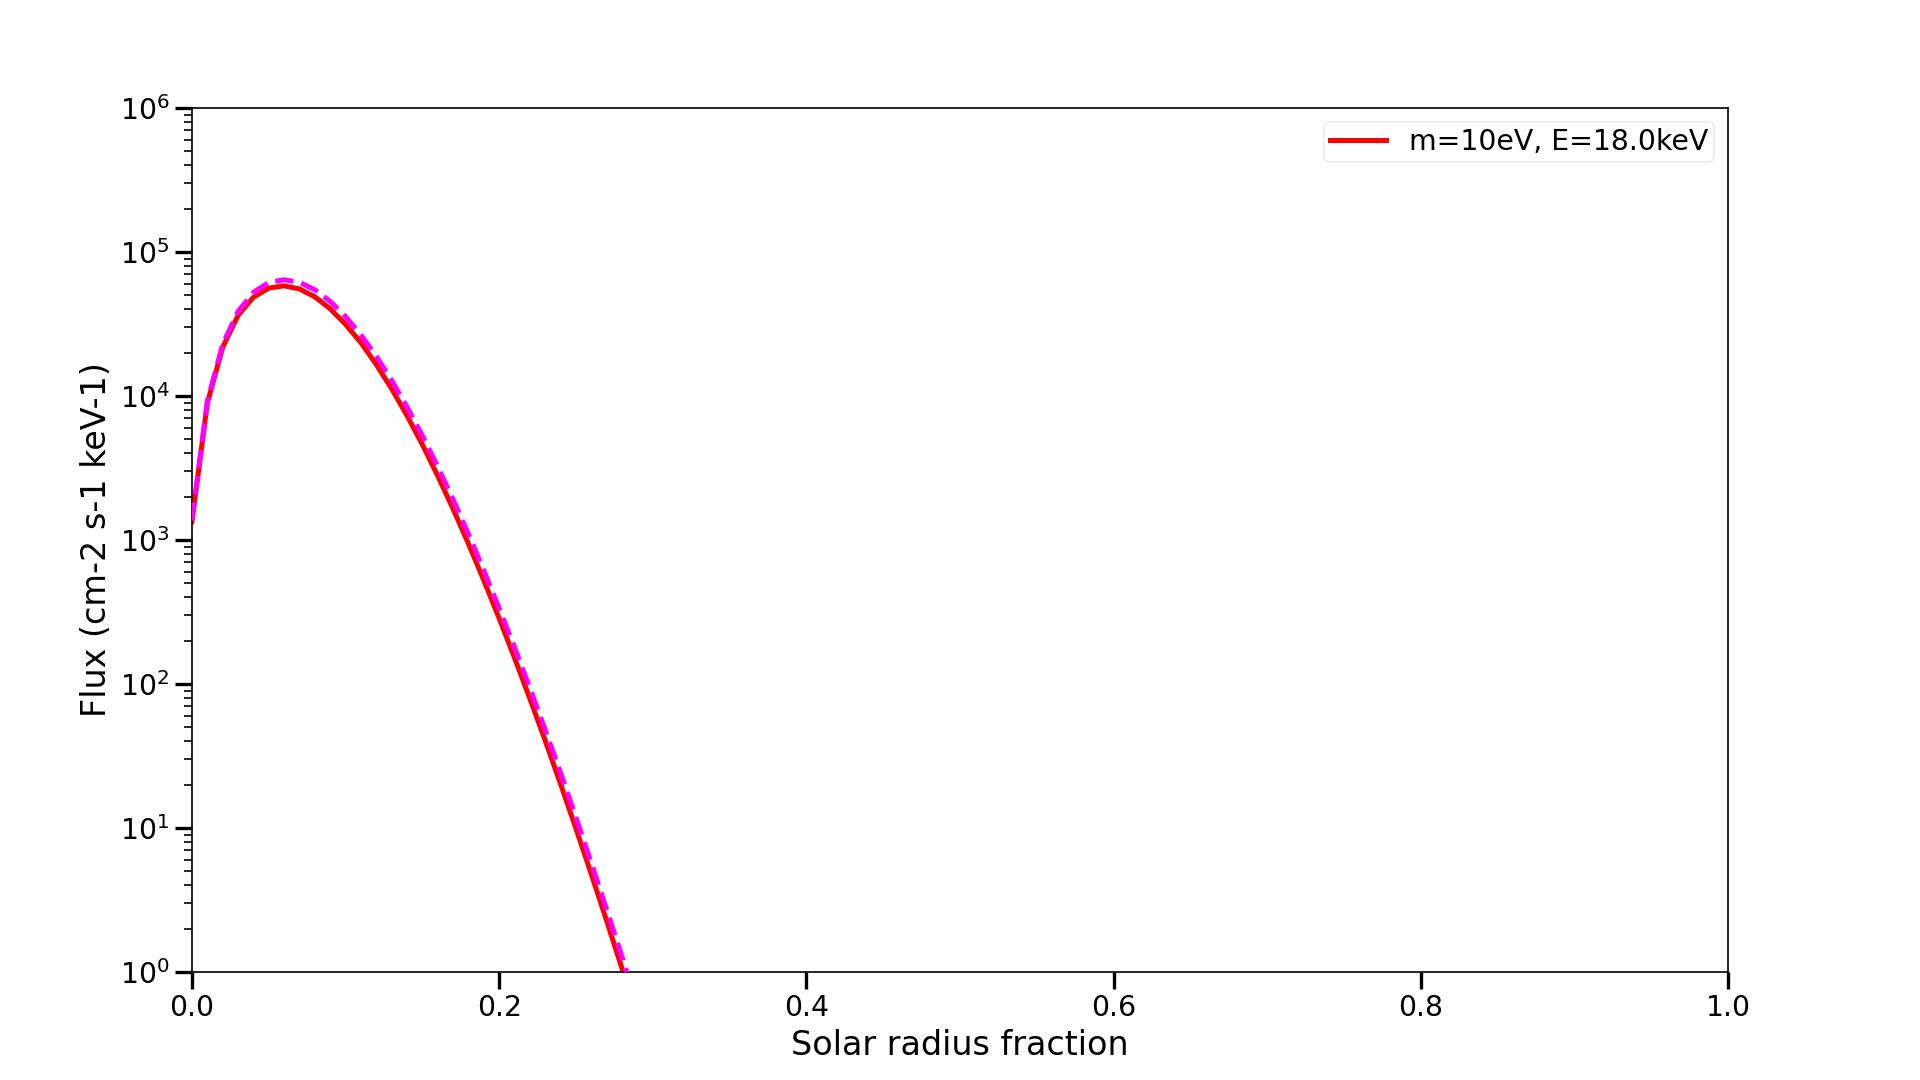 10⁶
10⁵
10⁴
10³
10²
10¹
10⁰
Flux (cm-2 s-1 keV-1)
m=10eV, E=18.0keV
0.0 0.2 0.4 0.6 0.8 1.0
Solar radius fraction